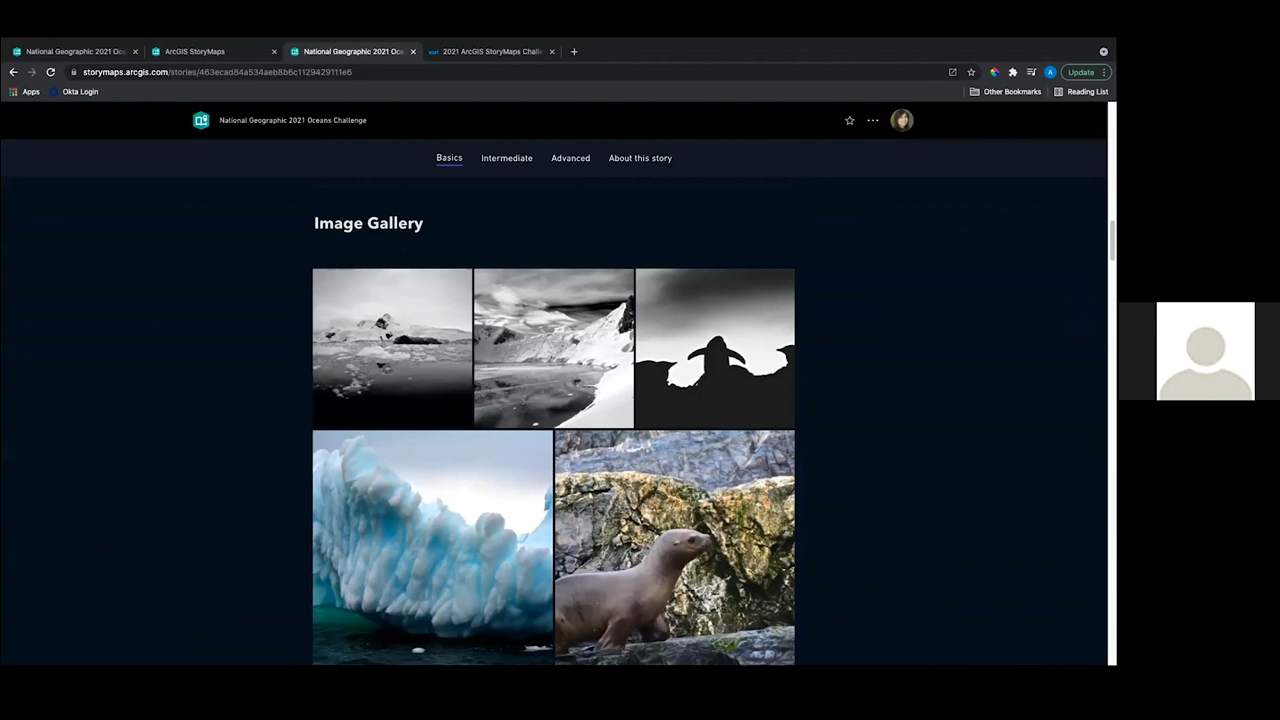 National Geographic 2021 Oce
ArcGIS StoryMaps
National Geographic 2021 Oce
esri 2021 ArcGIS StoryMaps Challe
storymaps.arcgis.com/stories/463ecad84a534aeb8b6c1129429111e6
A
Update
Apps
Okta Login
Other Bookmarks
Reading List
National Geographic 2021 Oceans Challenge
Basics
Intermediate
Advanced
About this story
Image Gallery